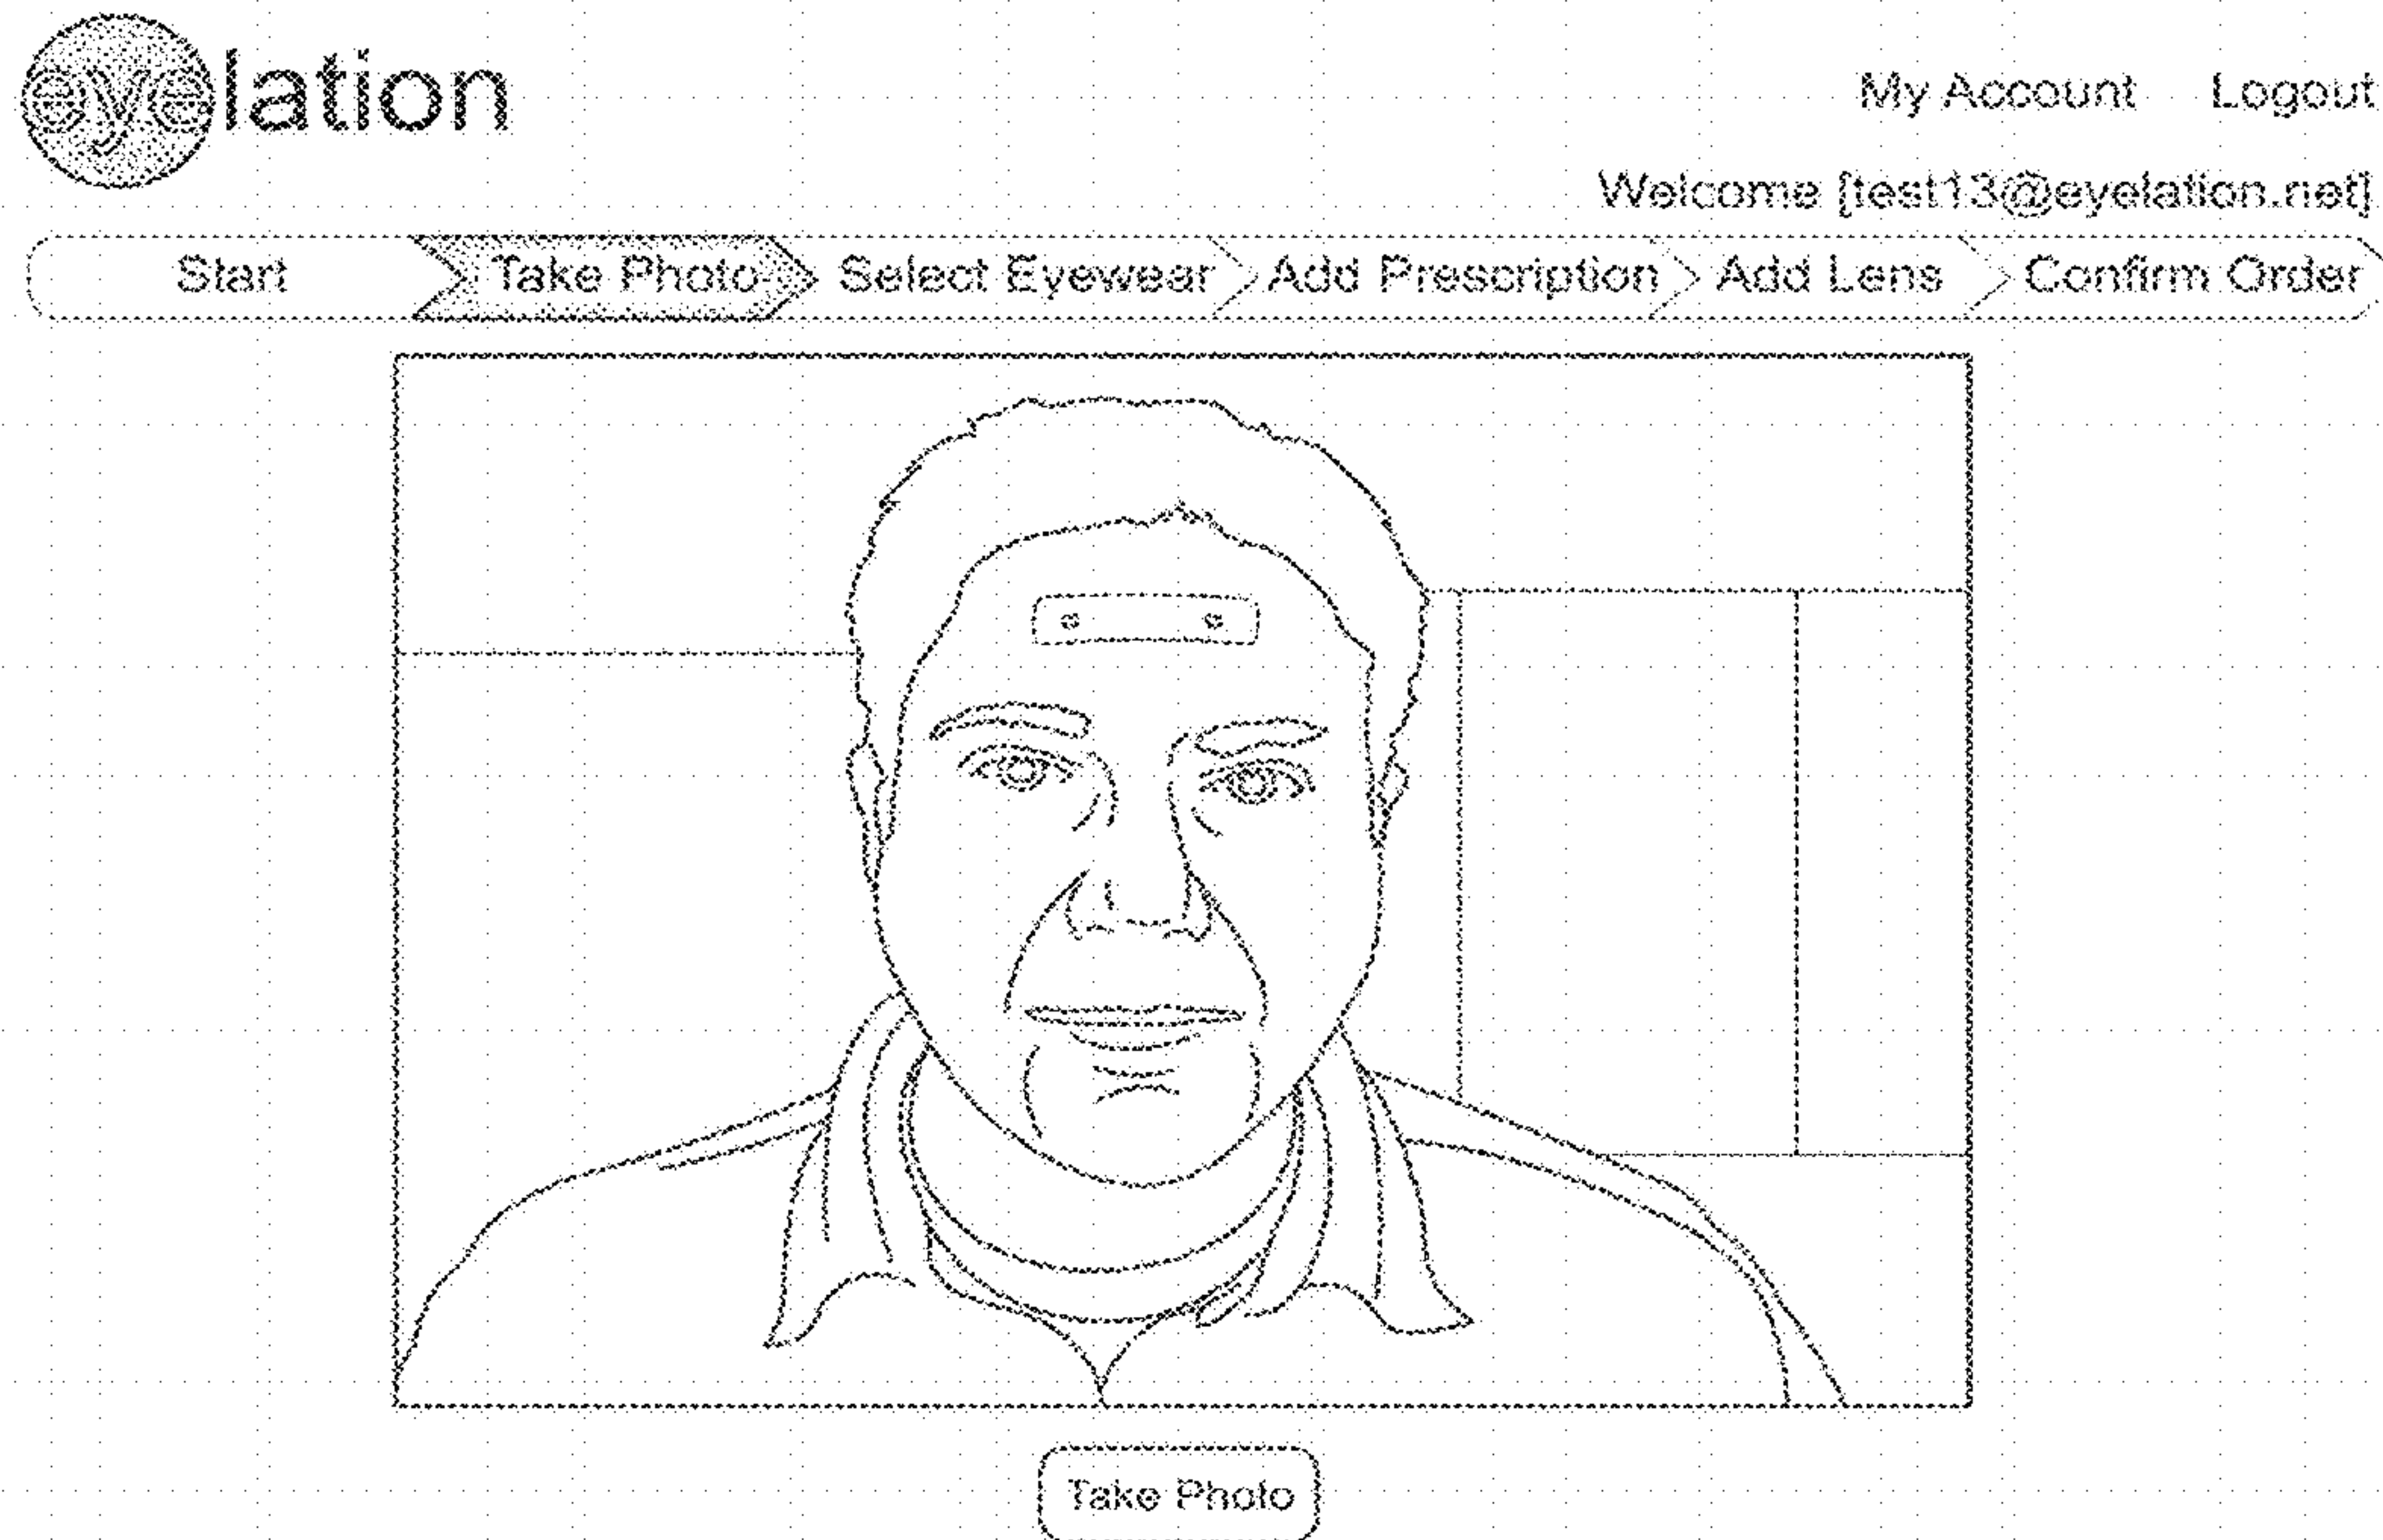 eyelation
My Account Logout
Welcome [test13@eyelation.net]
Start Take Photo Select Eyewear Add Prescription Add Lens Confirm Order
Take Photo